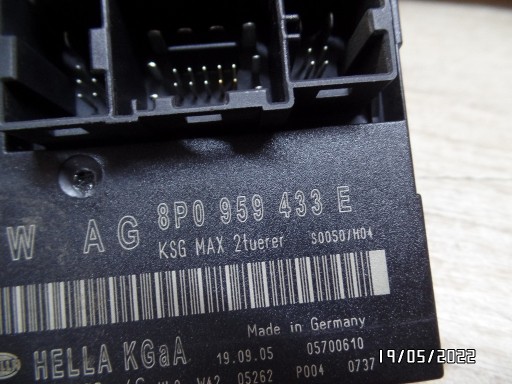 W AG 8P0 959 433 E
KSG MAX 2tuerer S0050/H04
Made in Germany
HELLA KGaA 19.09.05 05700610
W42 05262 P004 0737
19/05/2022